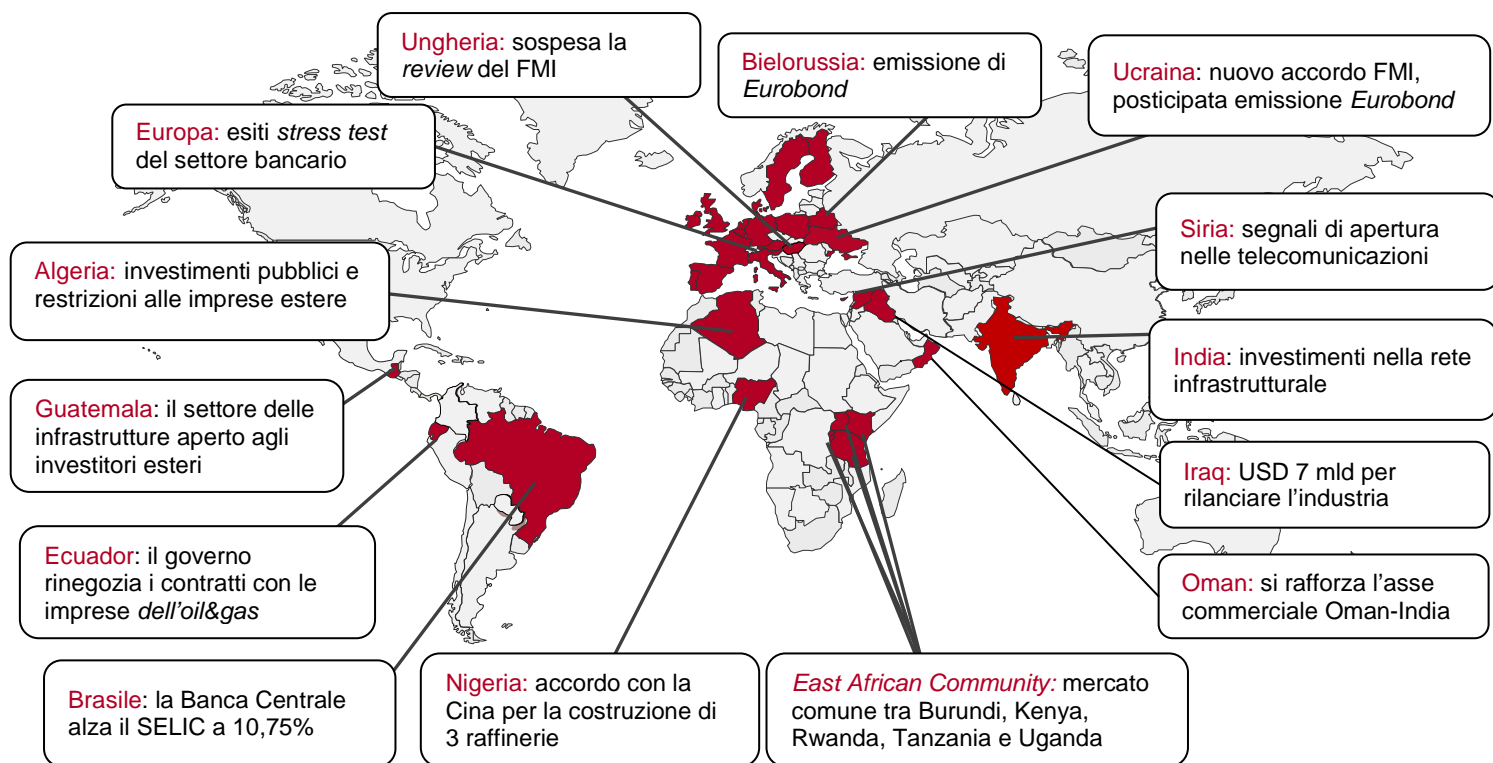 Ungheria: sospesa la
review del FMI
Bielorussia: emissione di
Eurobond
Ucraina: nuovo accordo FMI,
posticipata emissione Eurobond
Europa: esiti stress test
del settore bancario
Siria: segnali di apertura
nelle telecomunicazioni
Algeria: investimenti pubblici e
restrizioni alle imprese estere
India: investimenti nella rete
infrastrutturale
Guatemala: il settore delle
infrastrutture aperto agli
investitori esteri
Iraq: USD 7 mld per
rilanciare l’industria
Ecuador: il governo
rinegozia i contratti con le
imprese dell’oil&gas
Oman: si rafforza l’asse
commerciale Oman-India
Brasile: la Banca Centrale
alza il SELIC a 10,75%
Nigeria: accordo con la
Cina per la costruzione di
3 raffinerie
East African Community: mercato
comune tra Burundi, Kenya,
Rwanda, Tanzania e Uganda